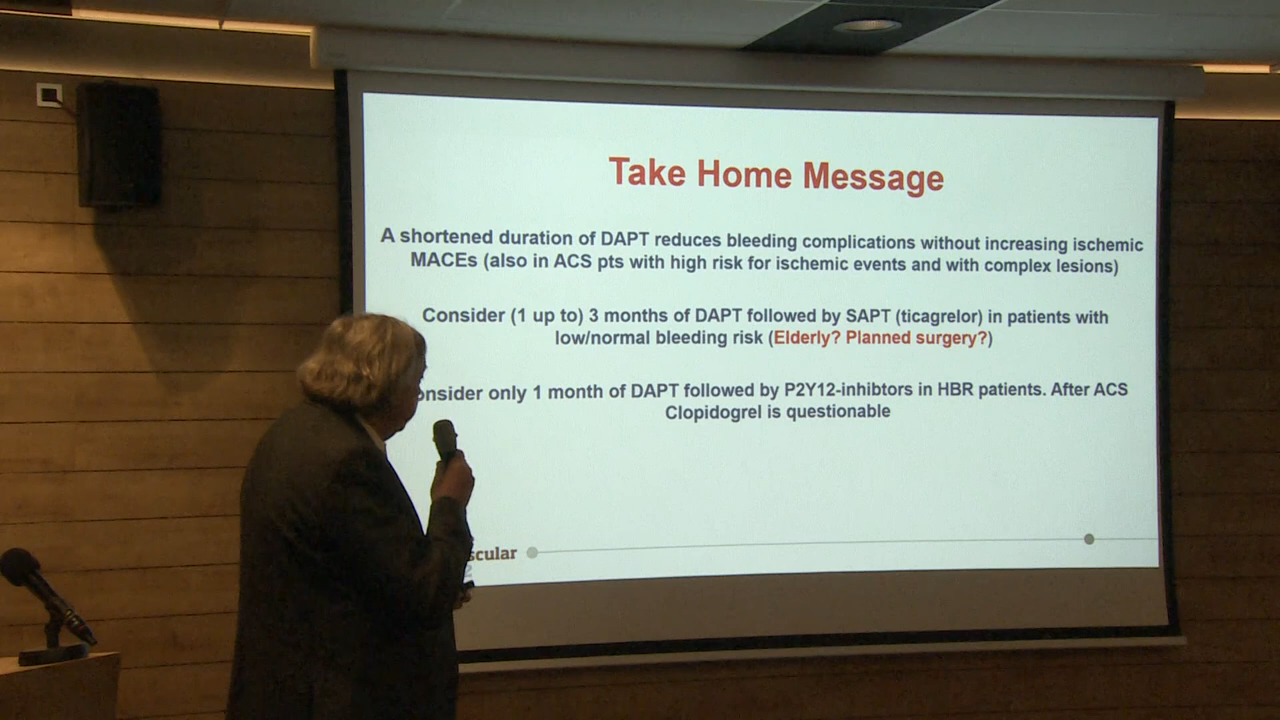 Take Home Message
A shortened duration of DAPT reduces bleeding complications without increasing ischemic
MACEs (also in ACS pts with high risk for ischemic events and with complex lesions)
Consider (1 up to) 3 months of DAPT followed by SAPT (ticagrelor) in patients with
low/normal bleeding risk (Elderly? Planned surgery?)
onsider only 1 month of DAPT followed by P2Y12-inhibtors in HBR patients. After ACS
Clopidogrel is questionable
scular